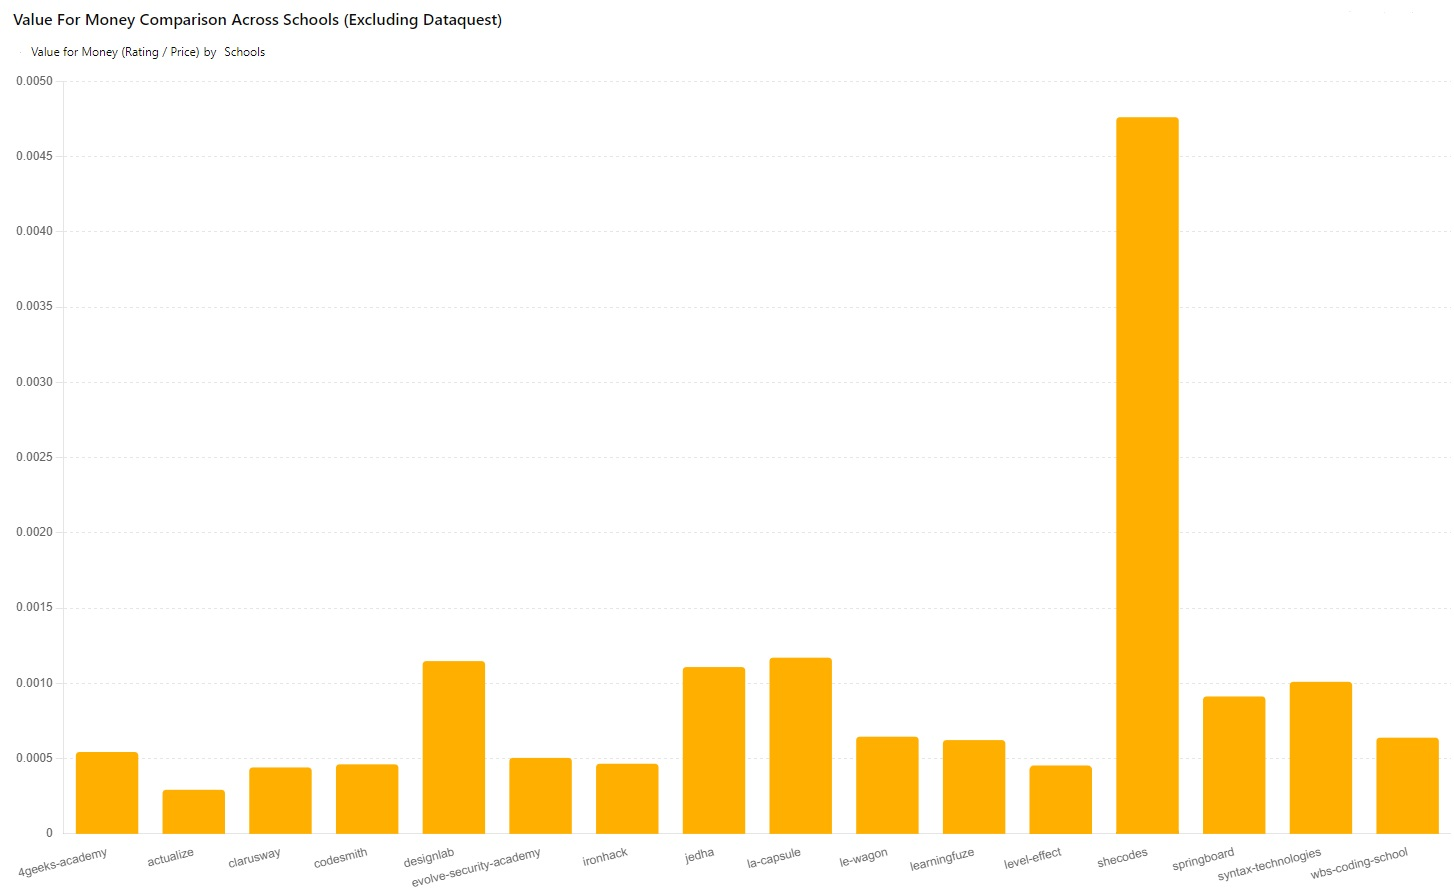 Value For Money Comparison Across Schools (Excluding Dataquest)
Value for Money (Rating / Price) by Schools
0.0050
0.0045
0.0040
0.0035
0.0030
0.0025
0.0020
0.0015
0.0010
0.0005
0
4geeks-academy
actualize
clarusway
codesmith
designlab
evolve-security-academy
ironhack
jedha
la-capsule
le-wagon
learningfuze
level-effect
shecodes
springboard
syntax-technologies
wbs-coding-school